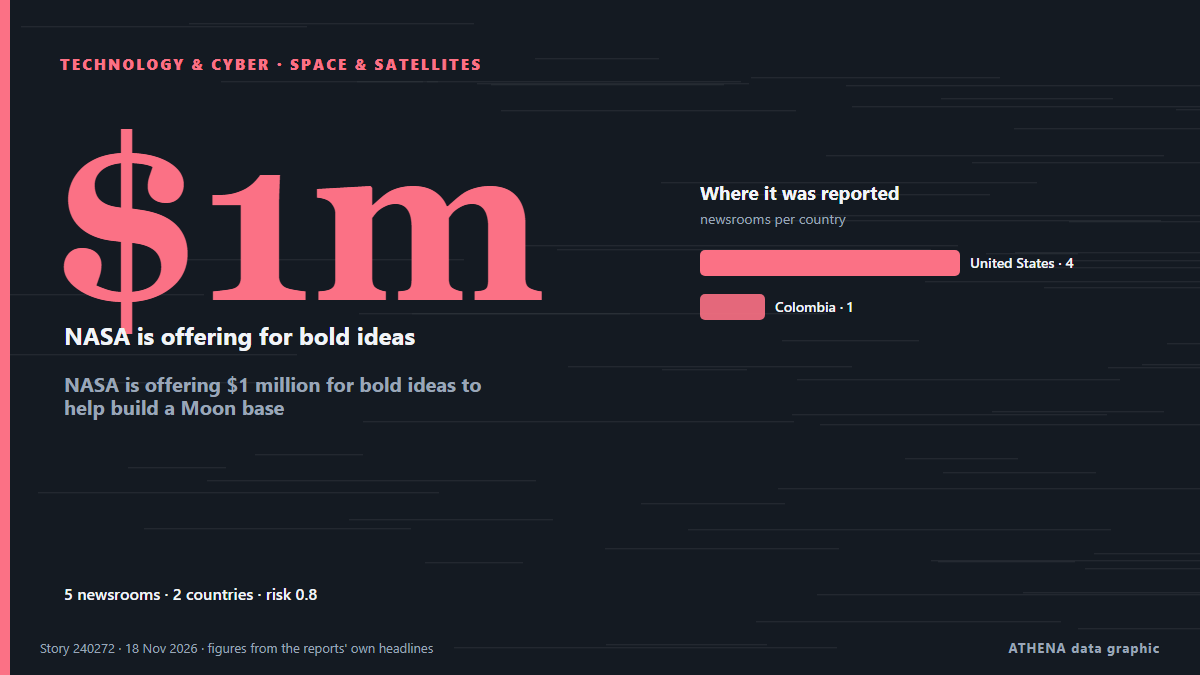 TECHNOLOGY & CYBER · SPACE & SATELLITES
$1m
NASA is offering for bold ideas
NASA is offering $1 million for bold ideas to
help build a Moon base
Where it was reported
newsrooms per country
United States · 4
Colombia · 1
5 newsrooms · 2 countries · risk 0.8
Story 240272 · 18 Nov 2026 · figures from the reports' own headlines
ATHENA data graphic